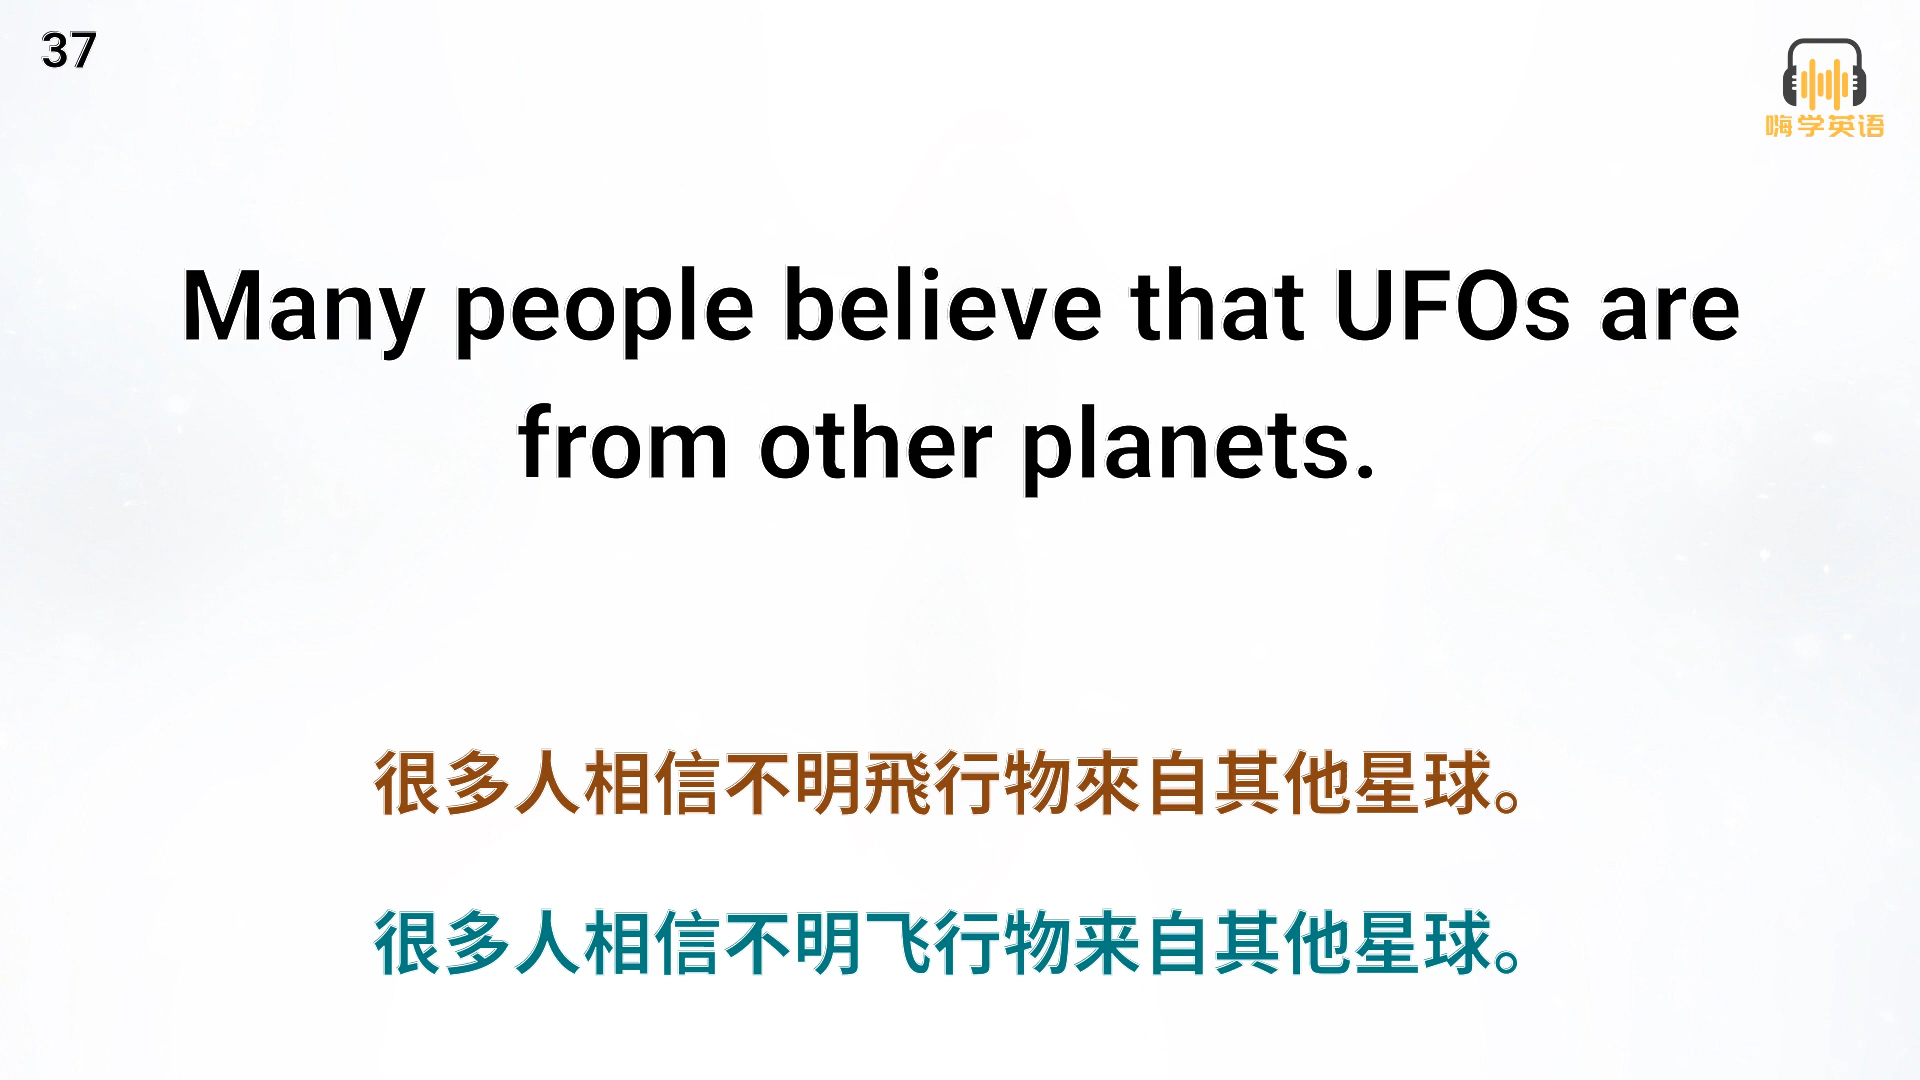 37
嗨学英语
Many people believe that UFOs are
from other planets.
很多人相信不明飛行物來自其他星球。
很多人相信不明飞行物来自其他星球。